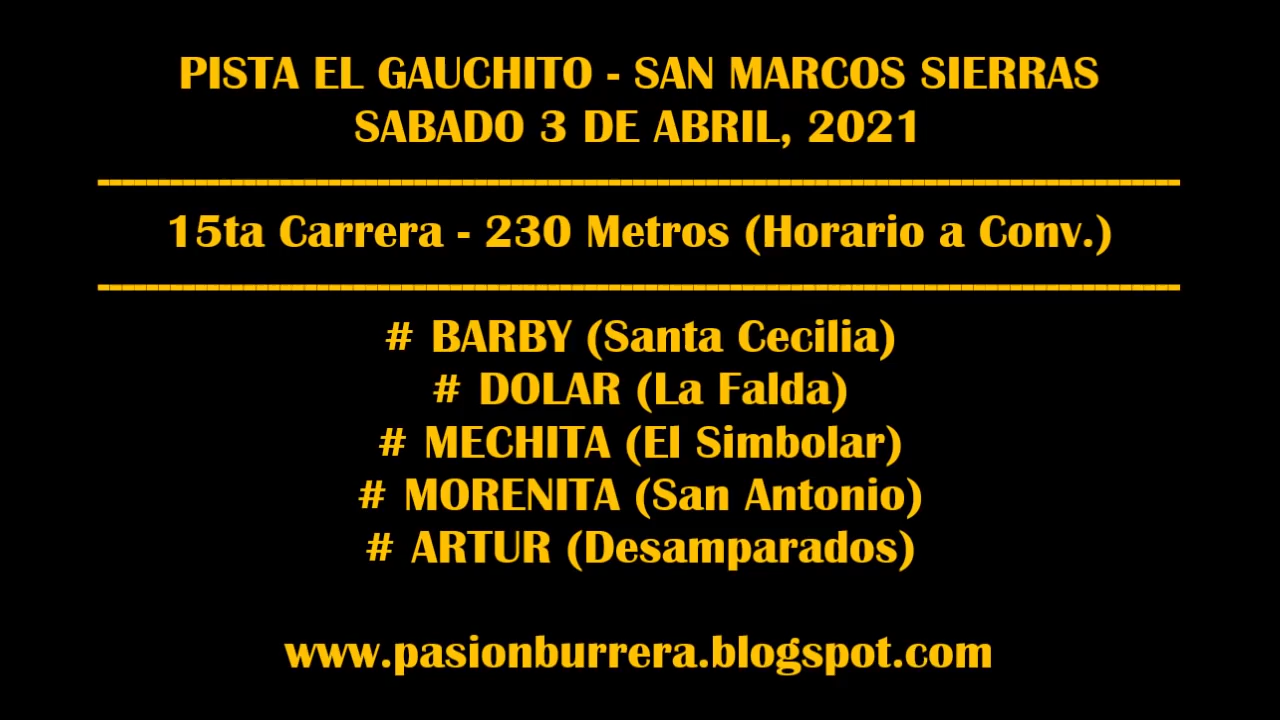 PISTA EL GAUCHITO - SAN MARCOS SIERRAS
SABADO 3 DE ABRIL, 2021
15ta Carrera - 230 Metros (Horario a Conv.)
# BARBY (Santa Cecilia)
# DOLAR (La Falda)
# MECHITA (El Simbolar)
# MORENITA (San Antonio)
# ARTUR (Desamparados)
www.pasionburrera.blogspot.com